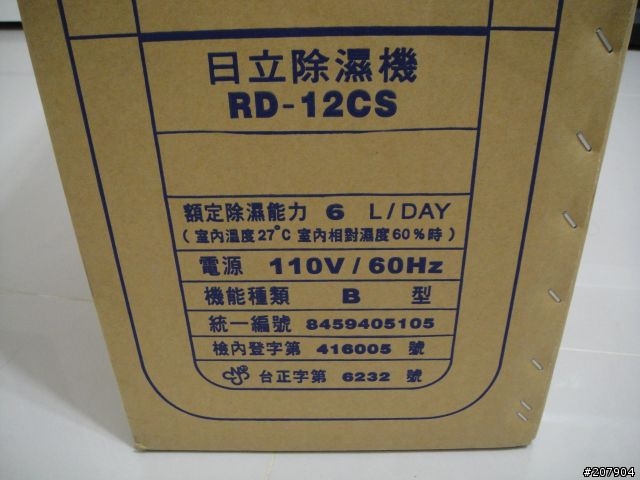 日立除濕機
RD-12CS
額定除濕能力 6 L/DAY
(室內溫度27°C 室內相對濕度60%時)
電源 110V/60Hz
機能種類 B 型
統一編號 8459405105
檢內登字第 416005 號
台正字第 6232 號
#207904